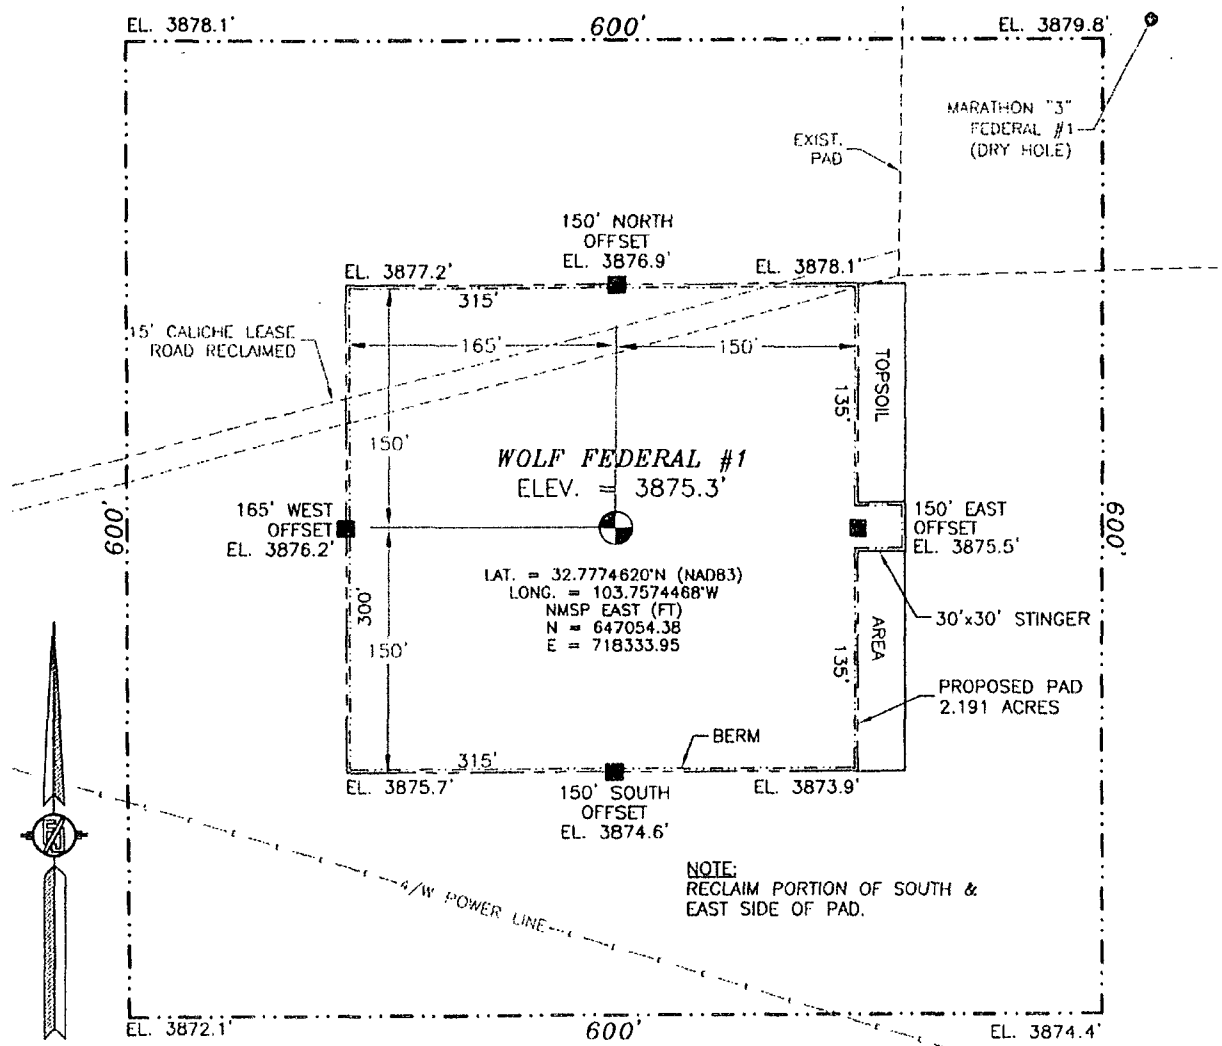 EL. 3878.1'
600'
EL. 3879.8'
MARATHON "3"
FEDERAL #1
(DRY HOLE)
EXIST.
PAD
150' NORTH
OFFSET
EL. 3876.9'
EL. 3877.2'
EL. 3878.1'
315'
15' CALICHE LEASE
ROAD RECLAIMED
165'
150'
TOPSOIL
135'
150'
WOLF FEDERAL #1
ELEV. = 3875.3'
600'
165' WEST
OFFSET
EL. 3876.2'
150' EAST
OFFSET
EL. 3875.5'
600'
LAT. = 32.7774620°N (NAD83)
LONG. = 103.7574468°W
NMSP EAST (FT)
N = 647054.38
E = 718333.95
300'
150'
30'x30' STINGER
AREA
135'
PROPOSED PAD
2.191 ACRES
BERM
315'
EL. 3875.7'
150' SOUTH
OFFSET
EL. 3874.6'
EL. 3873.9'
4/W POWER LINE
NOTE:
RECLAIM PORTION OF SOUTH &
EAST SIDE OF PAD.
EL. 3872.1'
600'
EL. 3874.4'